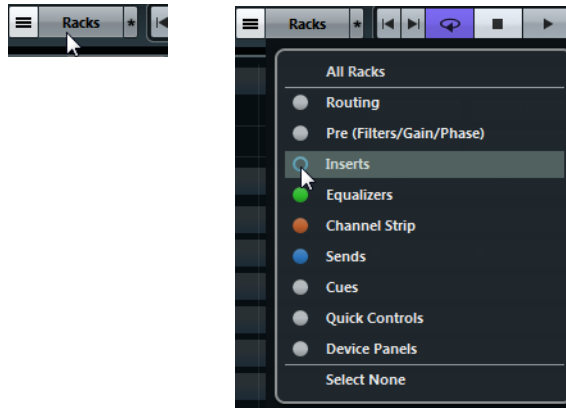 Racks *
Racks *
All Racks
Routing
Pre (Filters/Gain/Phase)
Inserts
Equalizers
Channel Strip
Sends
Cues
Quick Controls
Device Panels
Select None